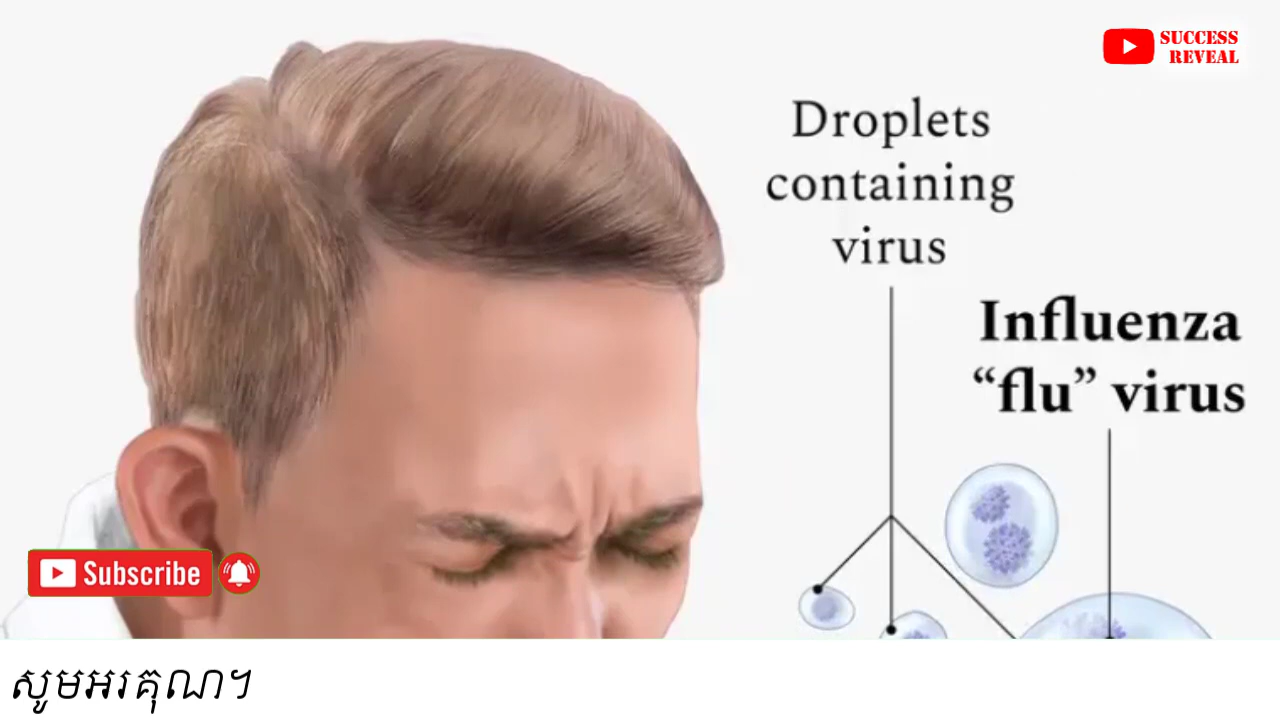 SUCCESS
REVEAL
Droplets
containing
virus
Influenza
“flu” virus
Subscribe
សូមអរគុណ។